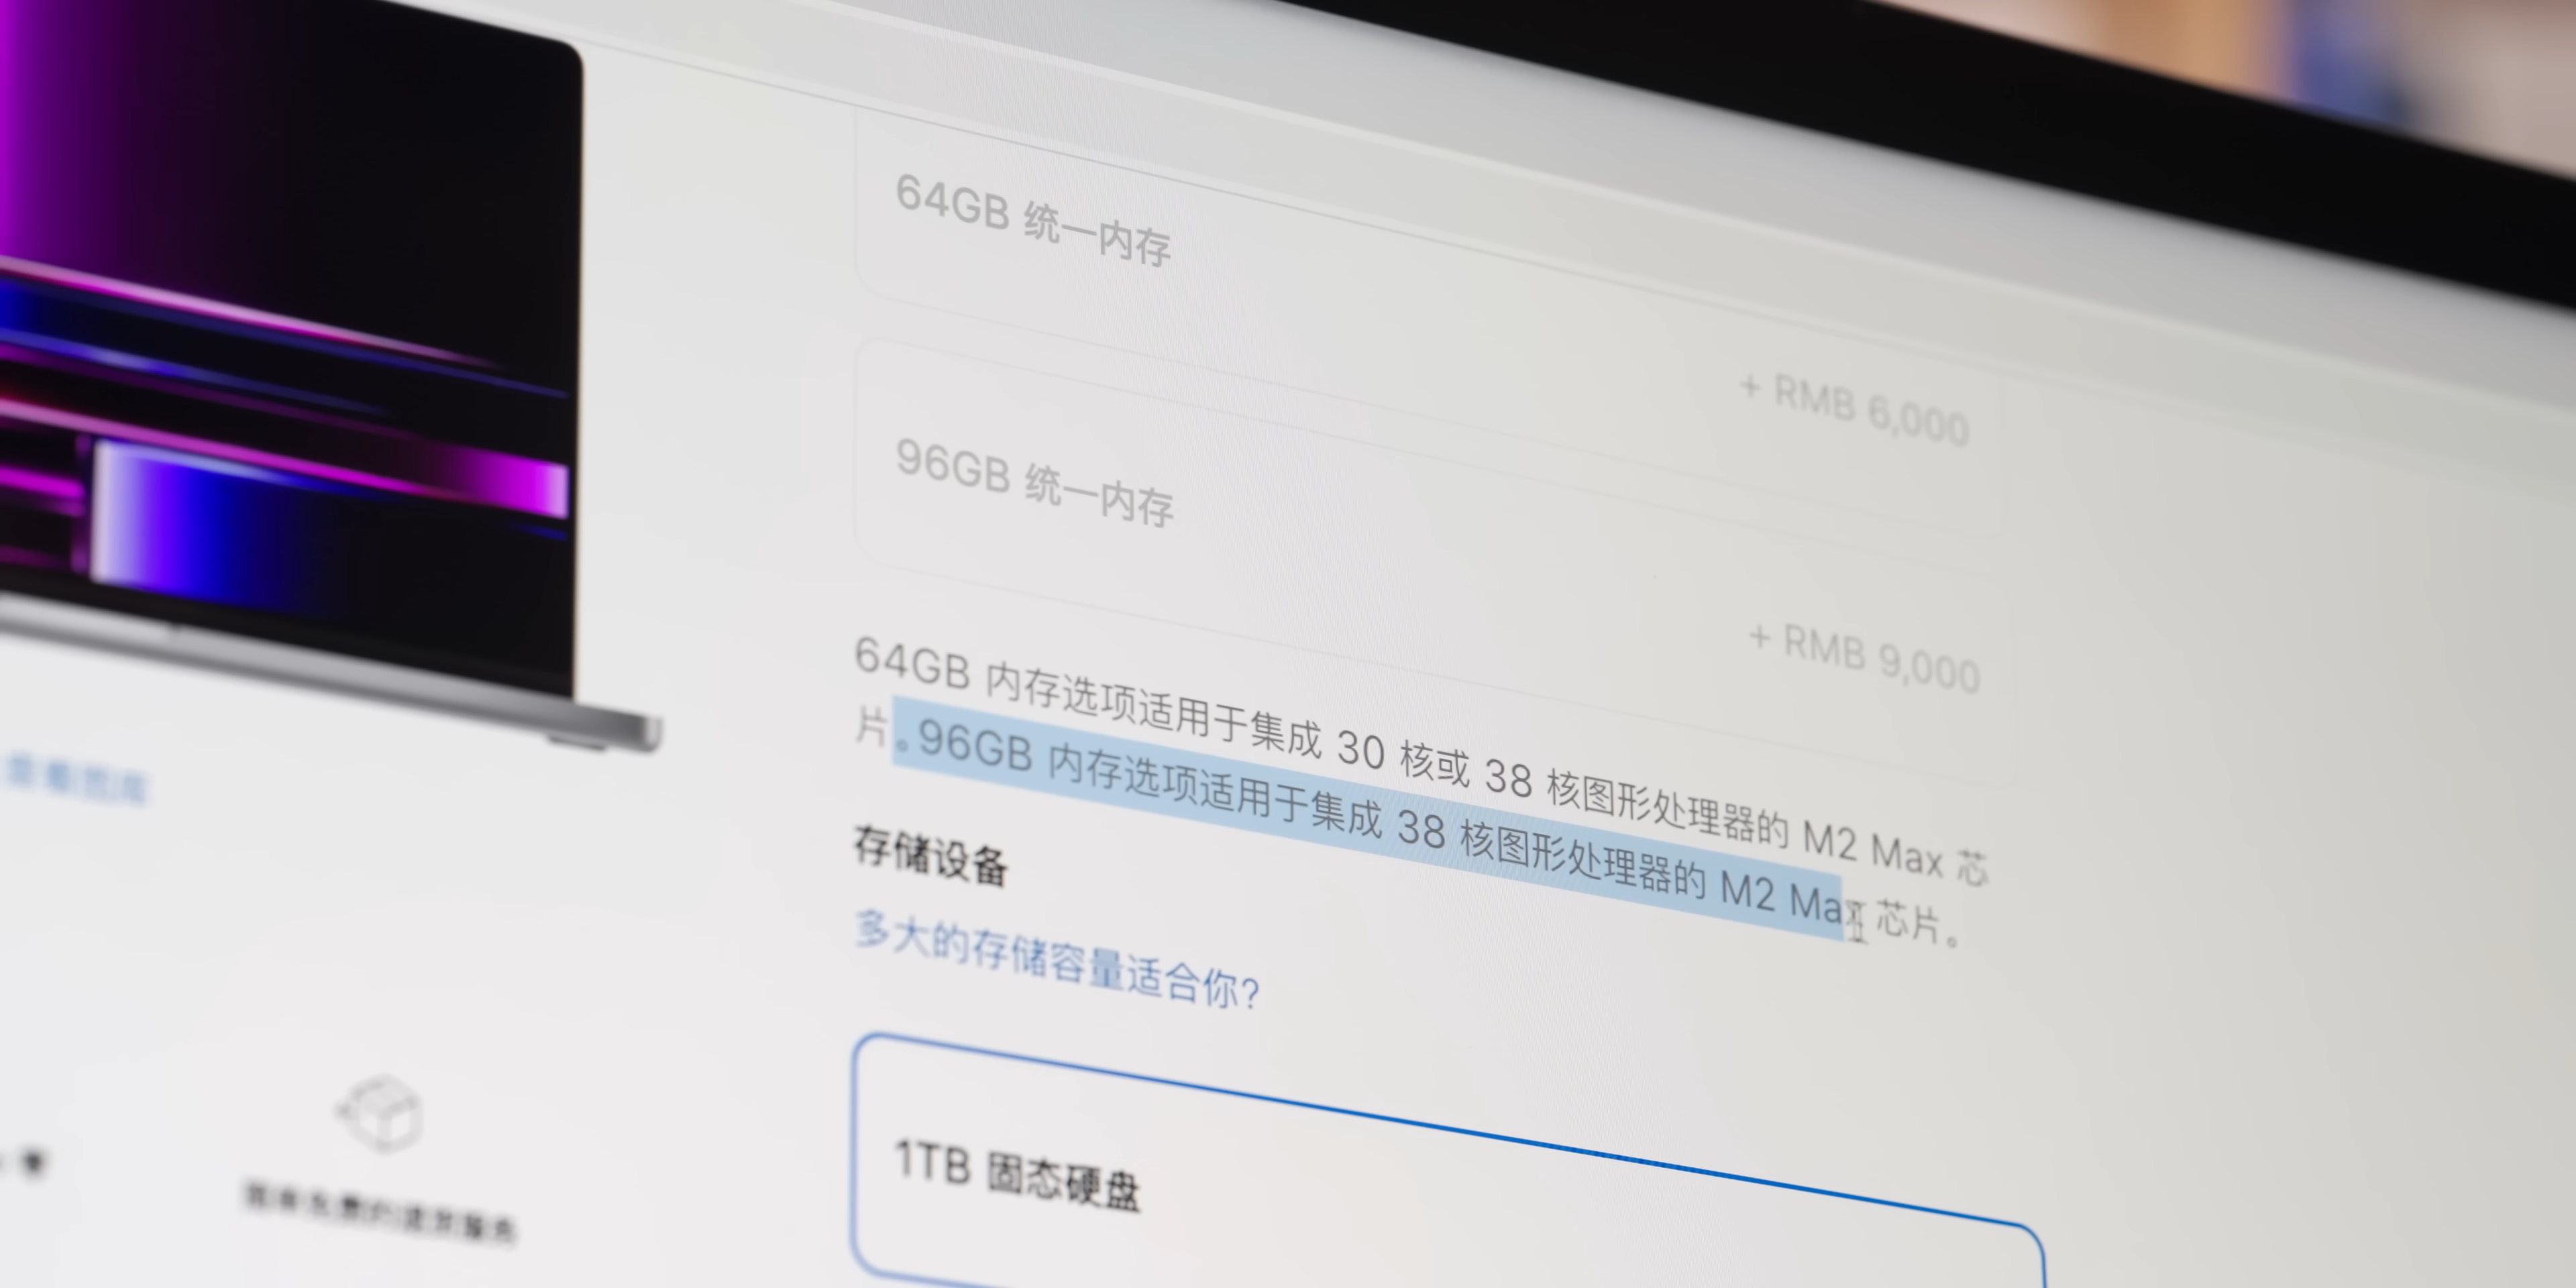 64GB 统一内存
+ RMB 6,000
96GB 统一内存
+ RMB 9,000
64GB 内存选项适用于集成 30 核或 38 核图形处理器的 M2 Max 芯
片。96GB 内存选项适用于集成 38 核图形处理器的 M2 Max 芯片。
存储设备
多大的存储容量适合你?
1TB 固态硬盘